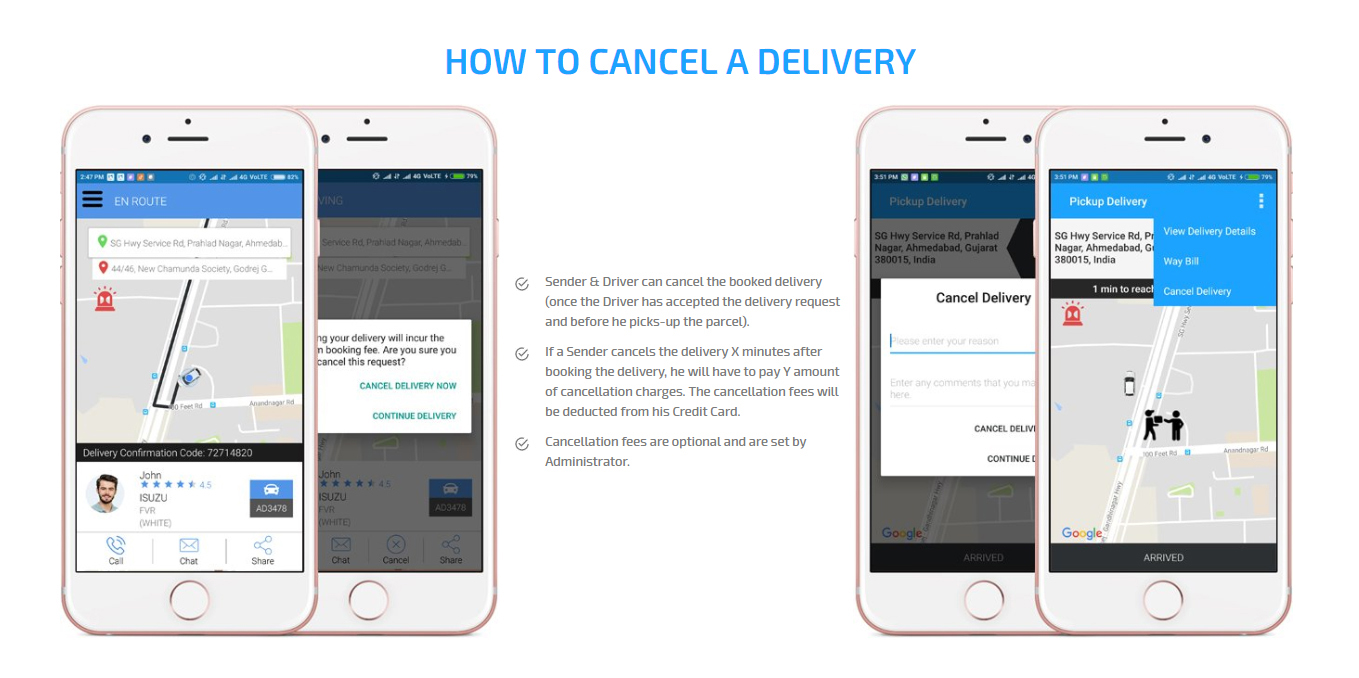 HOW TO CANCEL A DELIVERY
2:47 PM
4G VoLTE 82%
EN ROUTE
SG Hwy Service Rd, Prahlad Nagar, Ahmedab...
44/46, New Chamunda Society, Godrej G...
100 Feet Rd
Anandnagar Rd
Delivery Confirmation Code: 72714820
John
4.5
ISUZU
FVR
(WHITE)
AD3478
Call
Chat
Share
4G VoLTE 79%
VING
Service Rd, Prahlad Nagar, Ahmedab...
New Chamunda Society, Godrej G...
ng your delivery will incur the
n booking fee. Are you sure you
cancel this request?
CANCEL DELIVERY NOW
CONTINUE DELIVERY
Anandnagar Rd
John
4.5
ISUZU
FVR
(WHITE)
AD3478
Chat
Cancel
Share
Sender & Driver can cancel the booked delivery
(once the Driver has accepted the delivery request
and before he picks-up the parcel).
If a Sender cancels the delivery X minutes after
booking the delivery, he will have to pay Y amount
of cancellation charges. The cancellation fees will
be deducted from his Credit Card.
Cancellation fees are optional and are set by
Administrator.
3:51 PM
4G
Pickup Delivery
SG Hwy Service Rd, Prahlad
Nagar, Ahmedabad, Gujarat
380015, India
Cancel Delivery
Please enter your reason
Enter any comments that you ma
here
CANCEL DELIV
CONTINUE D
Google
ARRIVED
3:51 PM
4G VoLTE 79%
Pickup Delivery
View Delivery Details
Way Bill
Cancel Delivery
SG Hwy Service Rd, Pr
Nagar, Ahmedabad, G
380015, India
1 min to reach
SG Hwy Se
100 Feet Rd
Anandnagar Rd
Gandhinagar Hwy
Google
ARRIVED